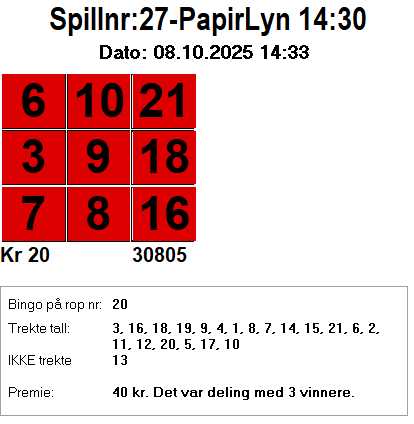 Spillnr:27-PapirLyn 14:30
Dato: 08.10.2025 14:33
6 10 21
3 9 18
7 8 16
Kr 20 30805
Bingo på rop nr: 20
Trekte tall: 3, 16, 18, 19, 9, 4, 1, 8, 7, 14, 15, 21, 6, 2,
11, 12, 20, 5, 17, 10
IKKE trekte 13
Premie: 40 kr. Det var deling med 3 vinnere.